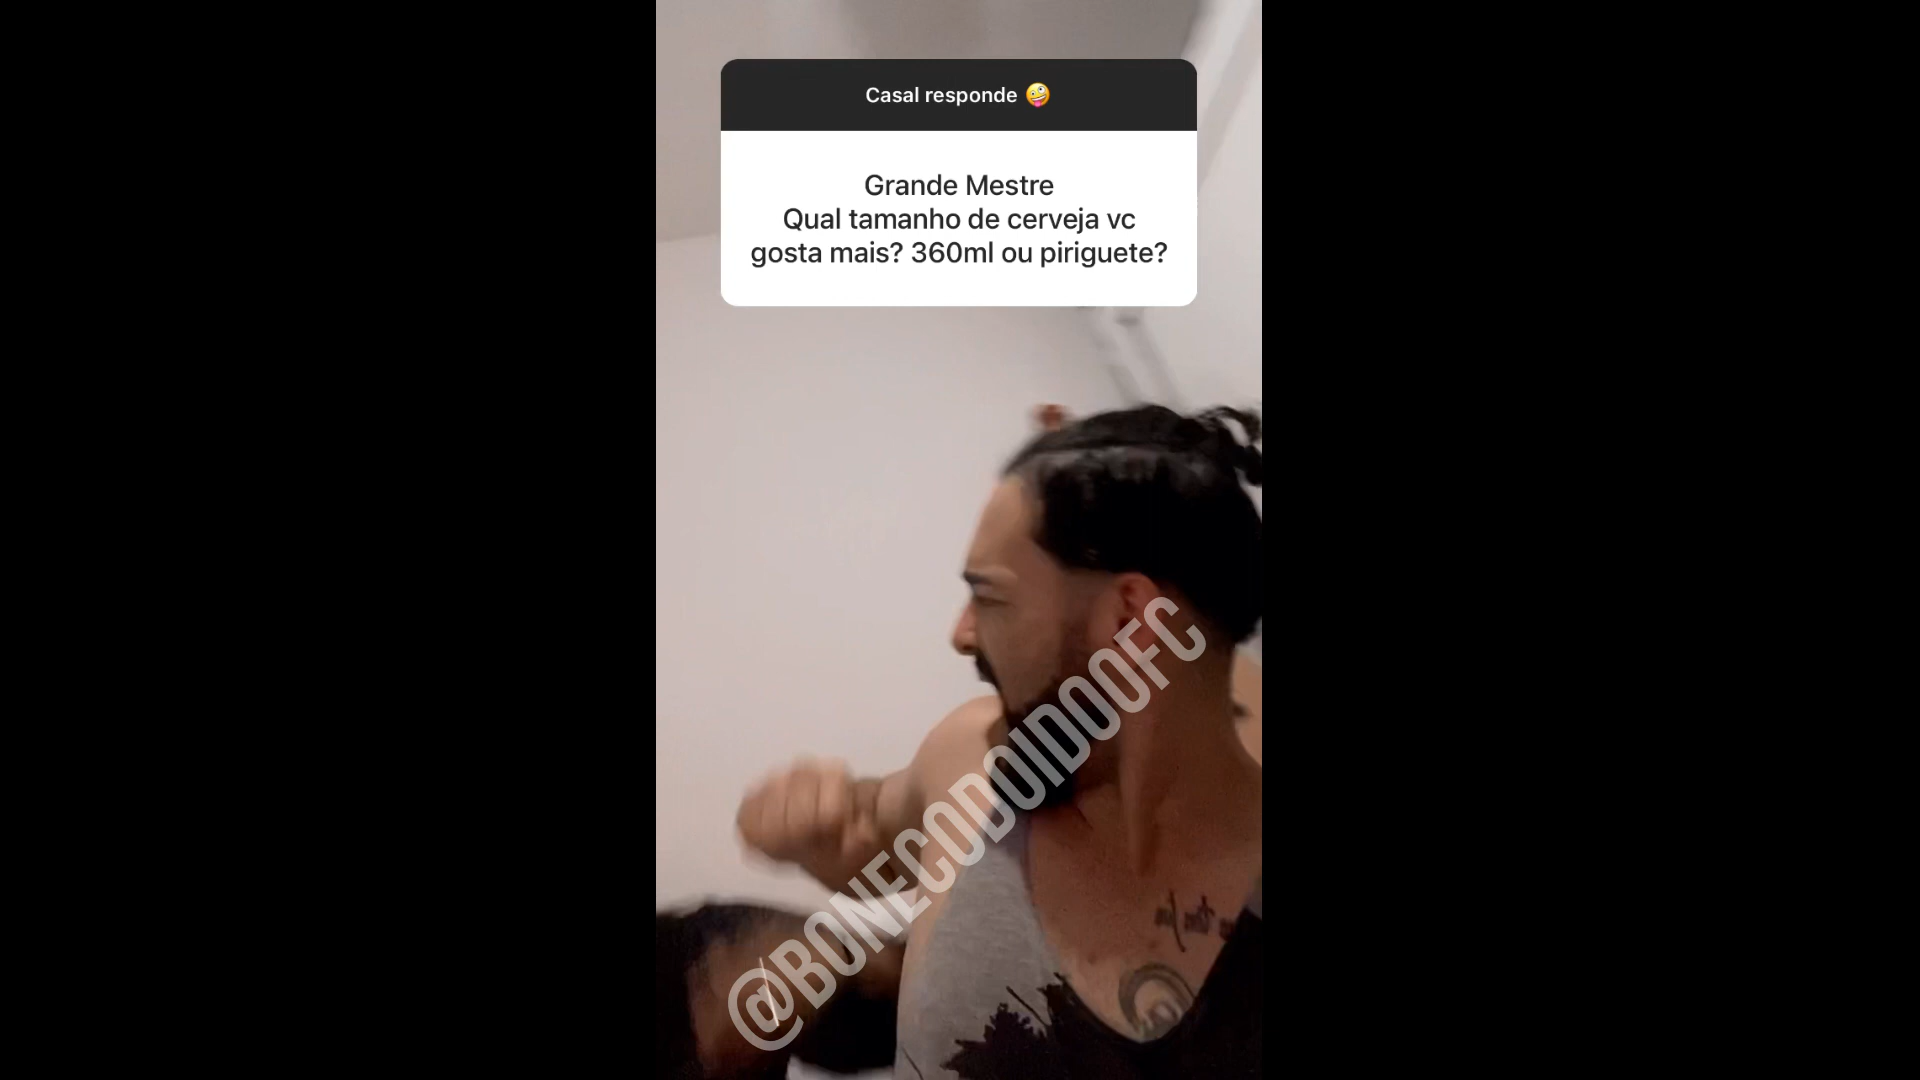 Casal responde 🤪
Grande Mestre
Qual tamanho de cerveja vc
gosta mais? 360ml ou piriguete?
@BONECODOIDOOFC